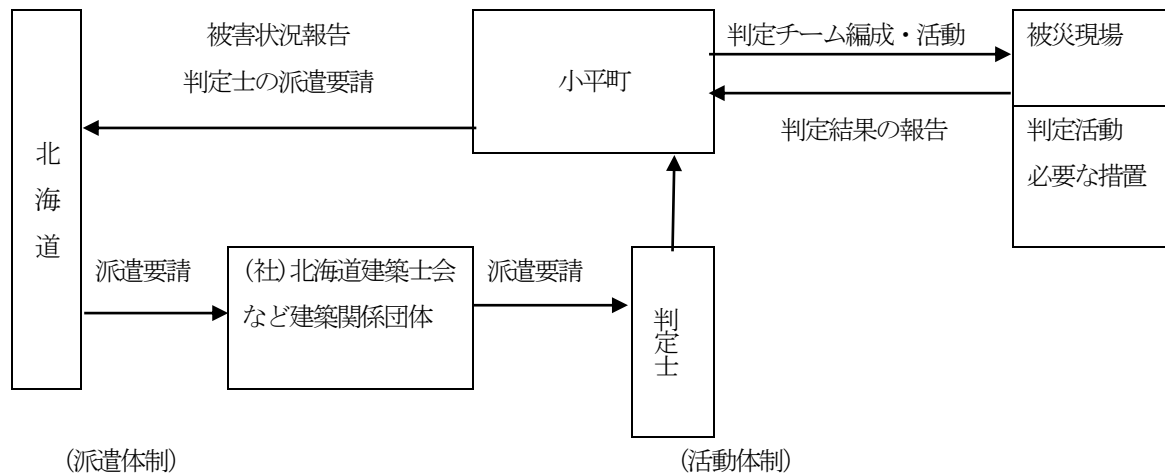 被害状況報告
判定士の派遣要請
小平町
判定チーム編成・活動
判定結果の報告
被災現場
判定活動
必要な措置
北海道
派遣要請
(社)北海道建築士会
など建築関係団体
派遣要請
判定士
(派遣体制)
(活動体制)